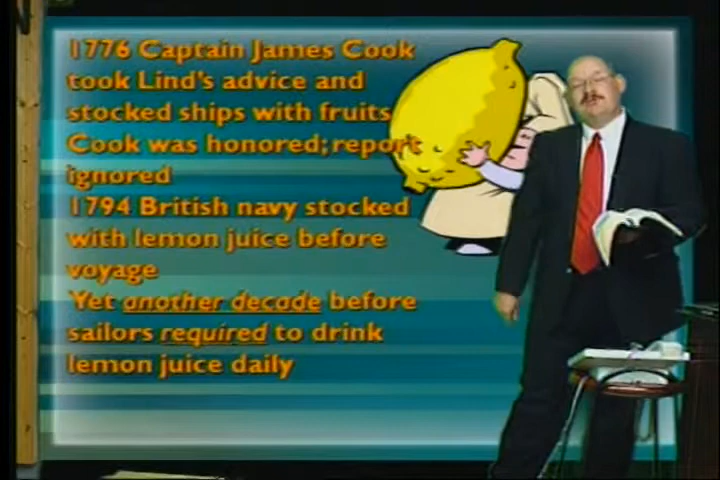 1776 Captain James Cook
took Lind's advice and
stocked ships with fruits
Cook was honored; report
ignored
1794 British navy stocked
with lemon juice before
voyage
Yet another decade before
sailors required to drink
lemon juice daily